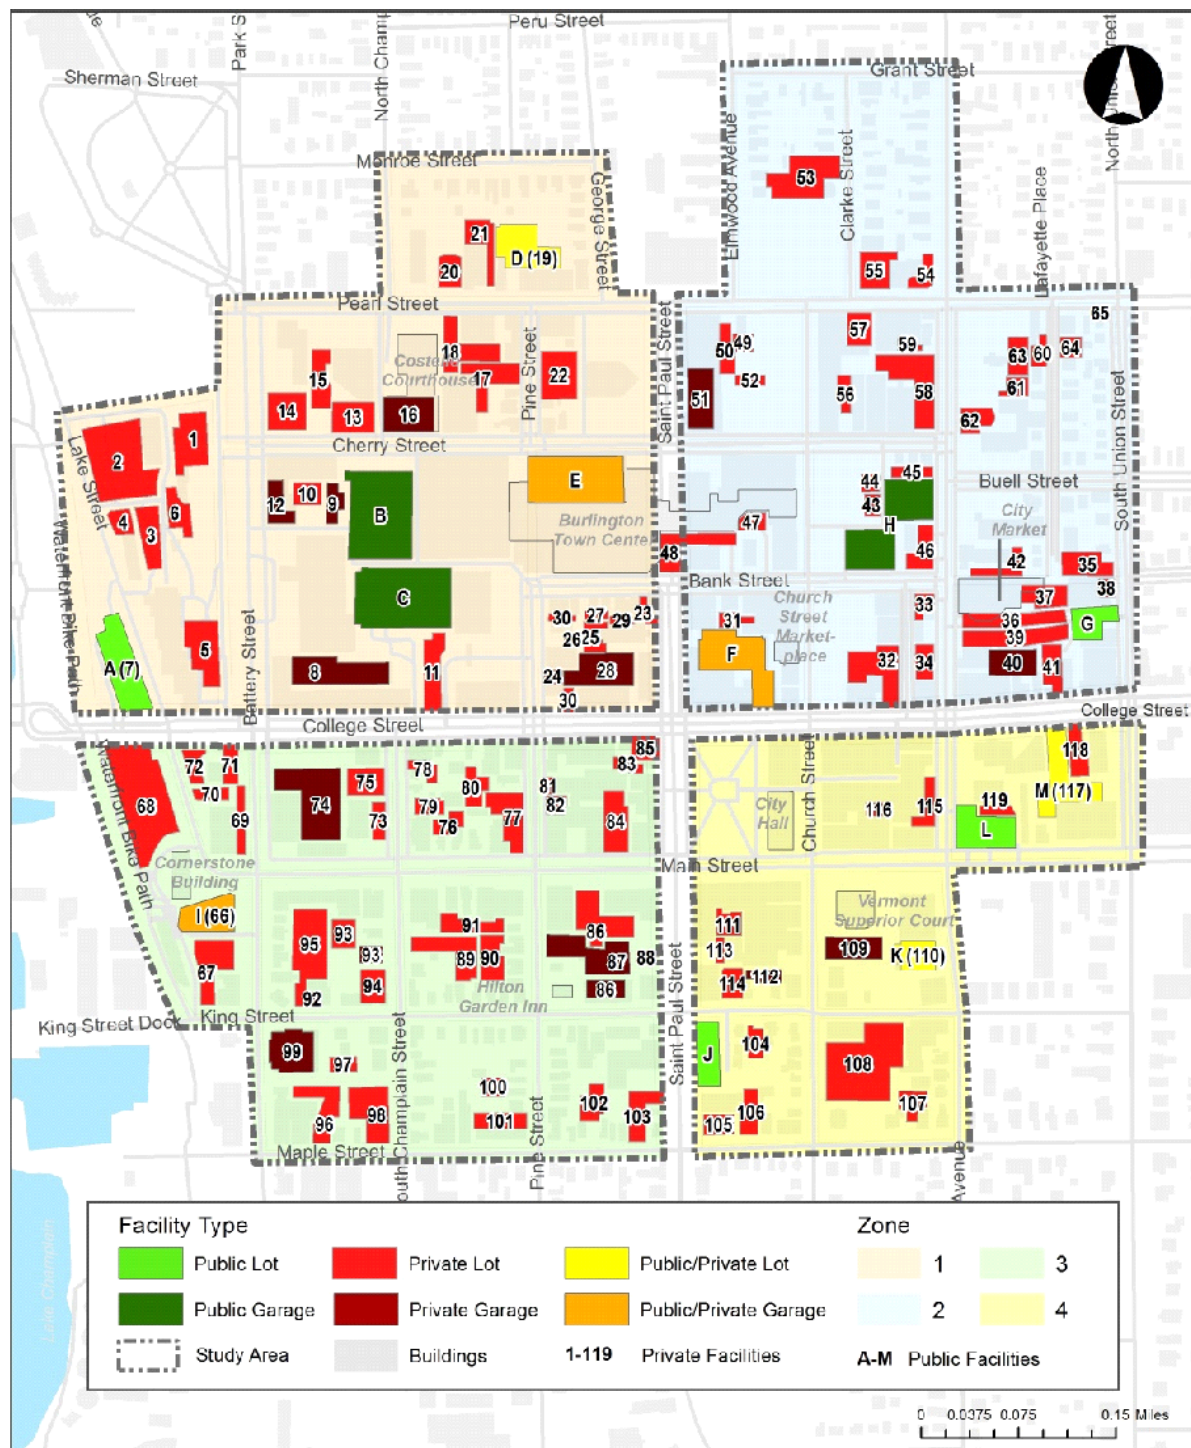 Peru Street
Park S
North Champ
Sherman Street
Grant Street
North Union Street
Monroe Street
Elmwood Avenue
Clarke Street
George Street
Lafayette Place
53
21
D (19)
20
55
54
Pearl Street
65
Saint Paul Street
18
Costello
Courthouse
17
Pine Street
22
15
14
13
16
50
49
52
51
57
59
56
58
63
60
64
61
62
South Union Street
Cherry Street
1
2
Lake Street
4
3
6
12
10
9
B
E
Burlington
Town Center
47
48
44
45
43
H
46
Buell Street
City
Market
42
35
38
Bank Street
C
Church
Street
Market-
place
Waterfront Bike Path
A (7)
5
Battery Street
8
11
30
27
29
23
26
25
24
28
30
31
F
33
32
34
37
36
39
G
40
41
College Street
College Street
Waterfront Bike Path
68
72
71
70
69
74
75
73
78
79
76
80
77
81
82
83
85
84
City
Hall
Church Street
116
115
119
L
118
M (117)
Main Street
Cornerstone
Building
I (66)
67
95
93
93
94
92
91
89
90
86
87
88
86
Hilton
Garden Inn
111
113
114
112
Vermont
Superior Court
109
K (110)
King Street Dock
King Street
Saint Paul Street
99
97
96
98
outh Champlain Street
100
101
102
103
Pine Street
Maple Street
J
104
105
106
108
107
Avenue
Lake Champlain
Facility Type
Zone
Public Lot
Private Lot
Public/Private Lot
1
3
Public Garage
Private Garage
Public/Private Garage
2
4
Study Area
Buildings
1-119 Private Facilities
A-M Public Facilities
0 0.0375 0.075 0.15 Miles